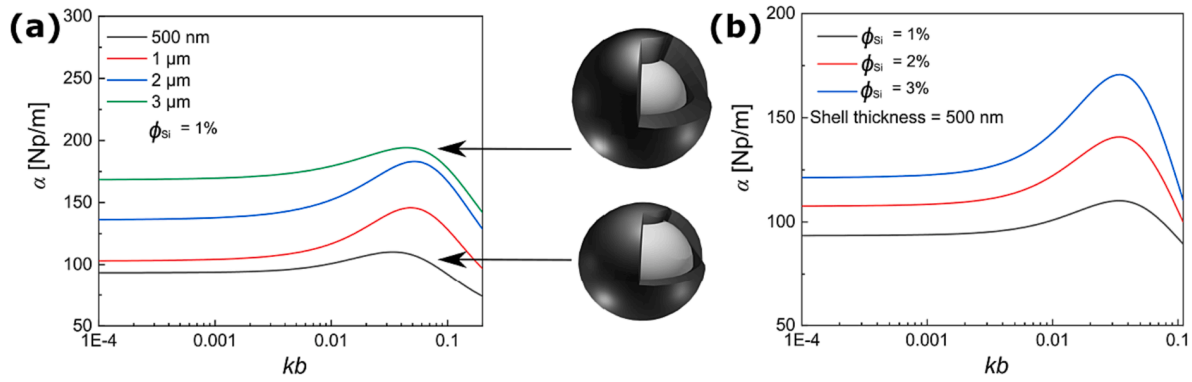 (a)
300
250
200
150
100
50
α [Np/m]
500 nm
1 µm
2 µm
3 µm
ϕSi = 1%
1E-4
0.001
0.01
0.1
kb
(b)
200
150
100
50
α [Np/m]
ϕSi = 1%
ϕSi = 2%
ϕSi = 3%
Shell thickness = 500 nm
1E-4
0.001
0.01
0.1
kb